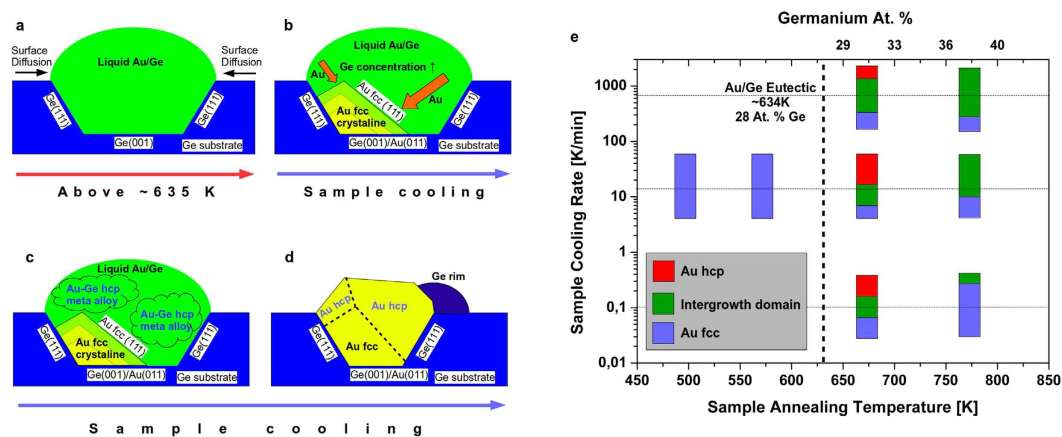 a
Surface
Diffusion
Liquid Au/Ge
Surface
Diffusion
Ge(111)
Ge(111)
Ge(001)
Ge substrate
Above ~635 K
b
Liquid Au/Ge
Ge concentration ↑
Au
Au
Au fcc (111)
Au fcc
crystaline
Ge(111)
Ge(111)
Ge(001)/Au(011)
Ge substrate
Sample cooling
c
Liquid Au/Ge
Au-Ge hcp
meta alloy
Au-Ge hcp
meta alloy
Au fcc (111)
Au fcc
crystaline
Ge(111)
Ge(111)
Ge(001)/Au(011)
Ge substrate
d
Ge rim
Au hcp
Au hcp
Au fcc
Ge(111)
Ge(111)
Ge(001)/Au(011)
Ge substrate
Sample cooling
e
Germanium At. %
29 31 33 38 40
Au/Ge Eutectic
~634K
28 At. % Ge
Sample Cooling Rate [K/min]
1000
100
10
1
0,1
0,01
Au hcp
Intergrowth domain
Au fcc
450 500 550 600 650 700 750 800 850
Sample Annealing Temperature [K]